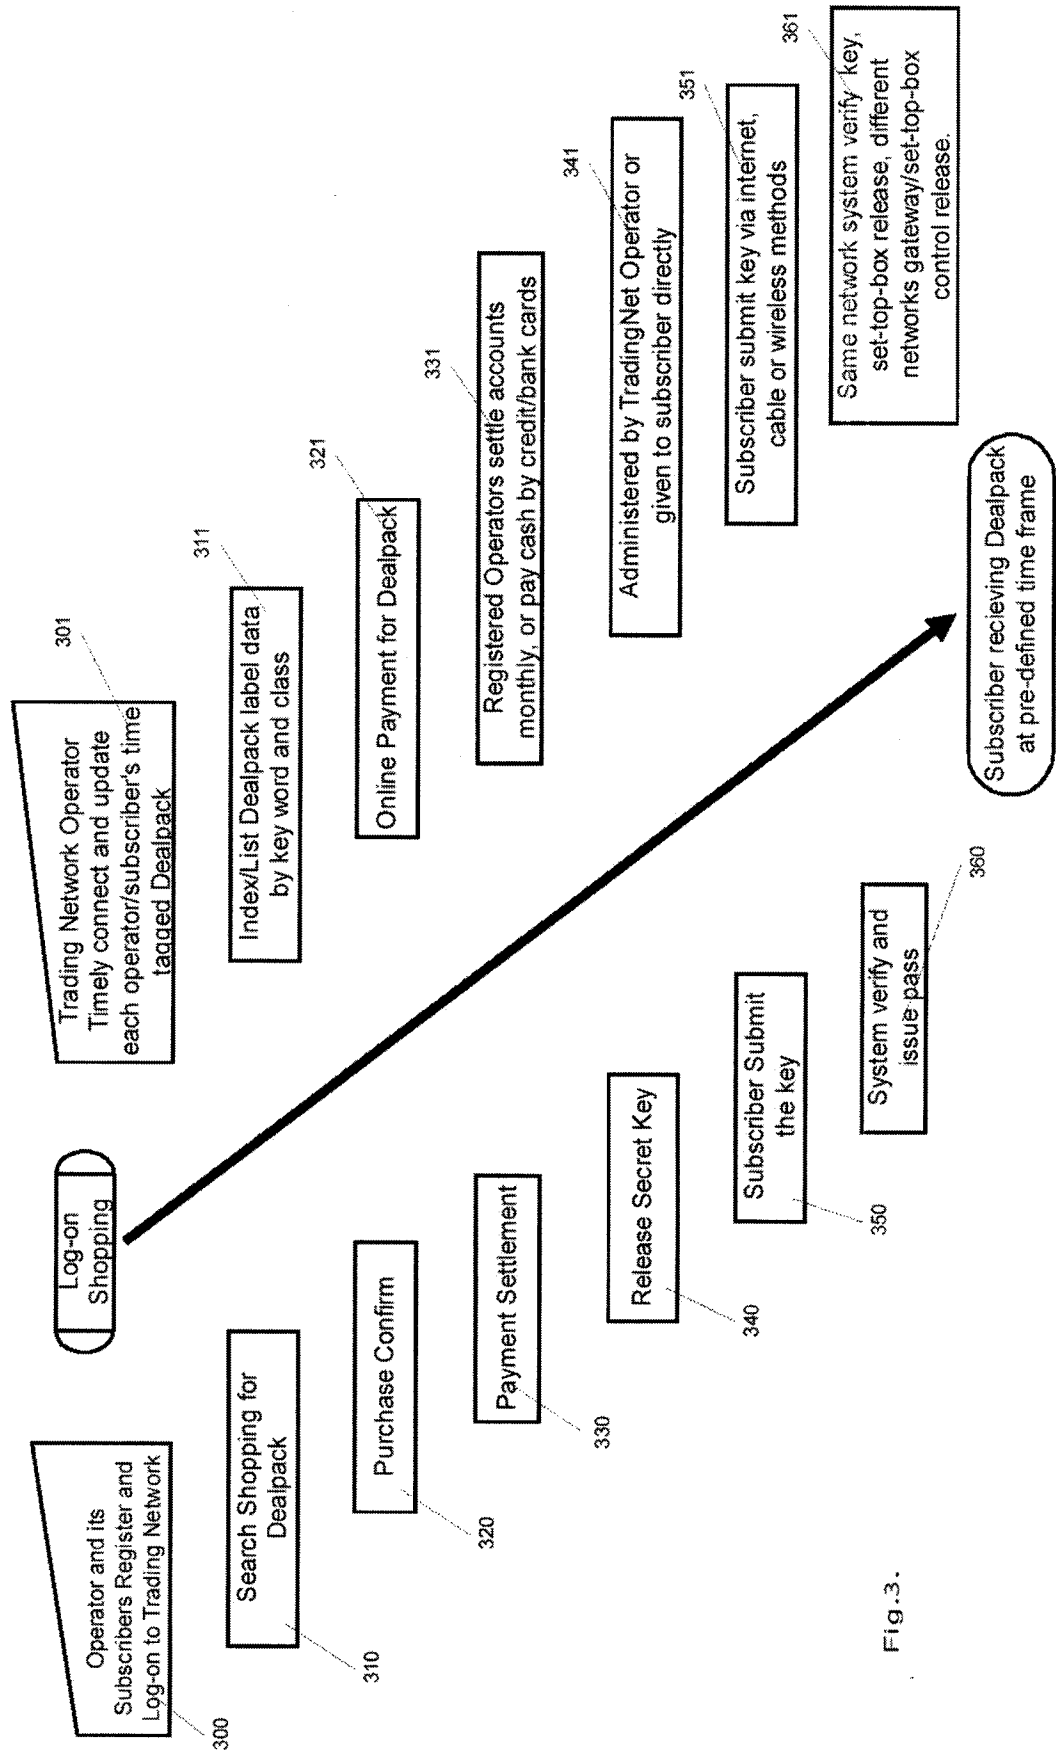 Operator and its
Subscribers Register and
Log-on to Trading Network
300
Log-on
Shopping
Trading Network Operator
Timely connect and update
each operator/subscriber's time
tagged Dealpack
301
Search Shopping for
Dealpack
310
Index/List Dealpack label data
by key word and class
311
Purchase Confirm
320
Online Payment for Dealpack
321
Payment Settlement
330
Registered Operators settle accounts
monthly, or pay cash by credit/bank cards
331
Release Secret Key
340
Administered by TradingNet Operator or
given to subscriber directly
341
Subscriber Submit
the key
350
Subscriber submit key via internet,
cable or wireless methods
351
System verify and
issue pass
360
Same network system verify key,
set-top-box release, different
networks gateway/set-top-box
control release.
361
Subscriber recieving Dealpack
at pre-defined time frame
Fig.3.